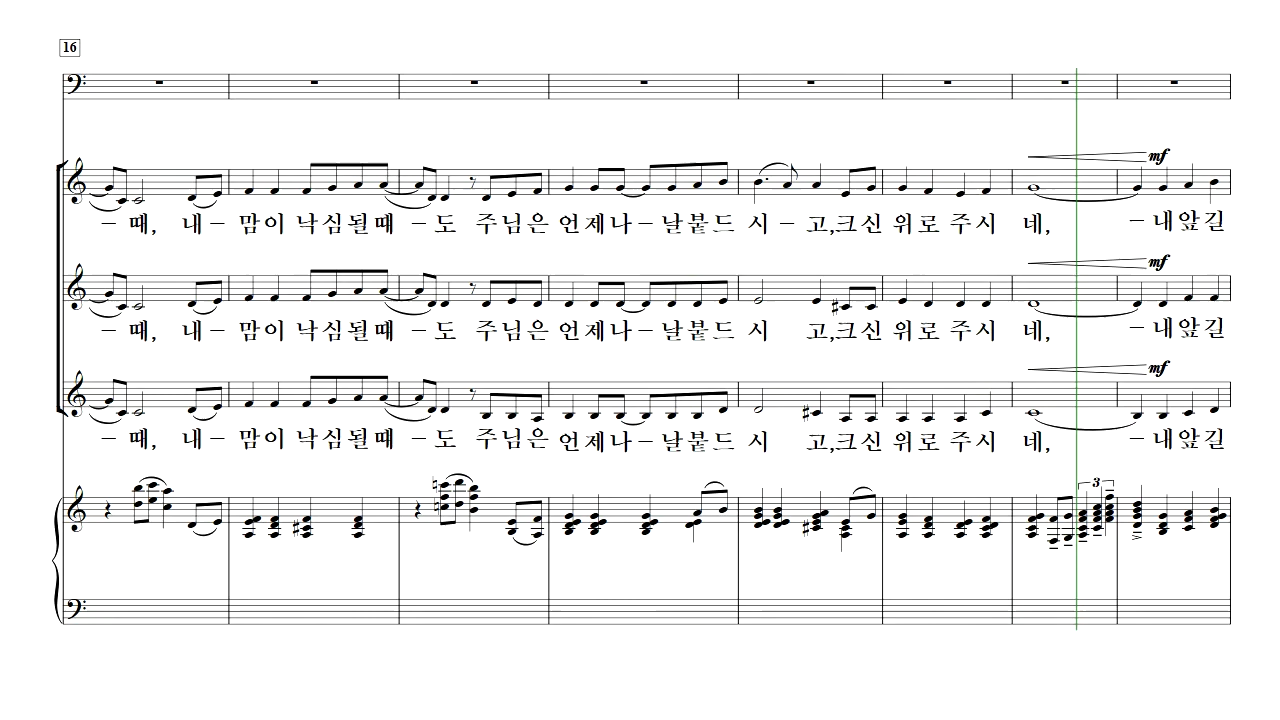 16
mf
– 때, 내 – 맘이 낙심될때 – 도 주님은 언제나 – 날붙드 시 – 고,크신 위로 주시 네, – 내앞길
mf
– 때, 내 – 맘이 낙심될때 – 도 주님은 언제나 – 날붙드 시 고,크신 위로 주시 네, – 내앞길
mf
– 때, 내 – 맘이 낙심될때 – 도 주님은 언제나 – 날붙드 시 고,크신 위로 주시 네, – 내앞길
3